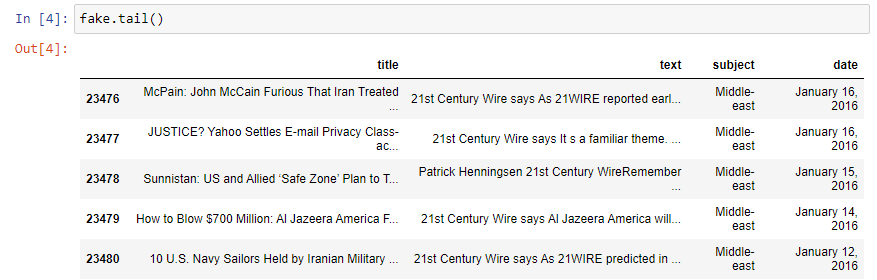 In [4]: fake.tail()
Out[4]:
title text subject date
23476 McPain: John McCain Furious That Iran Treated ... 21st Century Wire says As 21WIRE reported earl... Middle-east January 16, 2016
23477 JUSTICE? Yahoo Settles E-mail Privacy Class-ac... 21st Century Wire says It s a familiar theme. ... Middle-east January 16, 2016
23478 Sunnistan: US and Allied ‘Safe Zone’ Plan to T... Patrick Henningsen 21st Century WireRemember ... Middle-east January 15, 2016
23479 How to Blow $700 Million: Al Jazeera America F... 21st Century Wire says Al Jazeera America will... Middle-east January 14, 2016
23480 10 U.S. Navy Sailors Held by Iranian Military ... 21st Century Wire says As 21WIRE predicted in ... Middle-east January 12, 2016